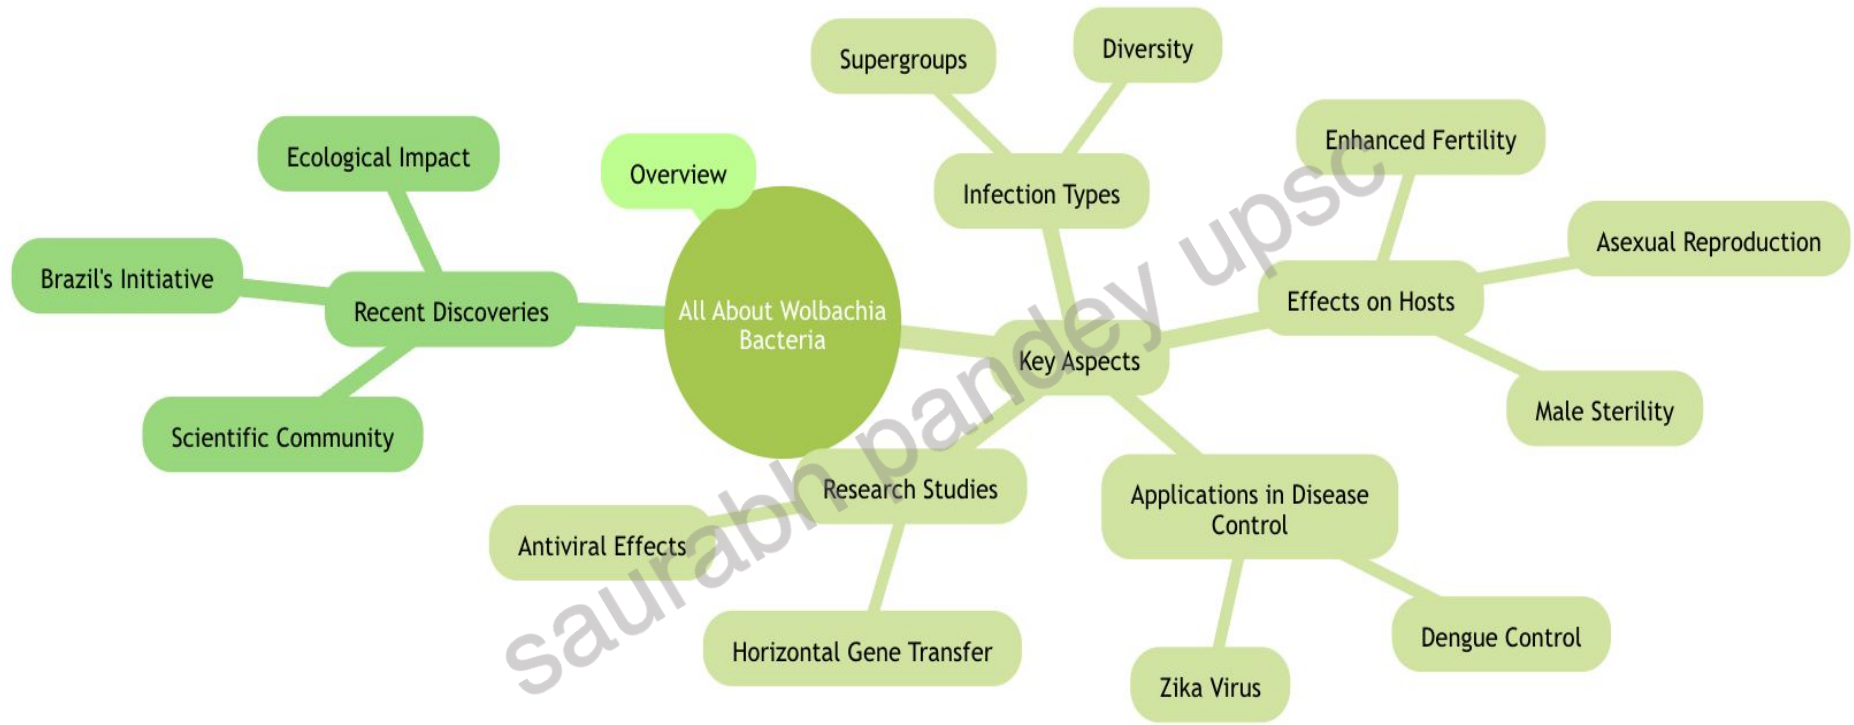 Supergroups
Diversity
Ecological Impact
Overview
Enhanced Fertility
Infection Types
Asexual Reproduction
Brazil's Initiative
Recent Discoveries
All About Wolbachia
Bacteria
Effects on Hosts
Key Aspects
Scientific Community
Male Sterility
Research Studies
Applications in Disease
Control
Antiviral Effects
Horizontal Gene Transfer
Dengue Control
Zika Virus
saurabh pandey upsc